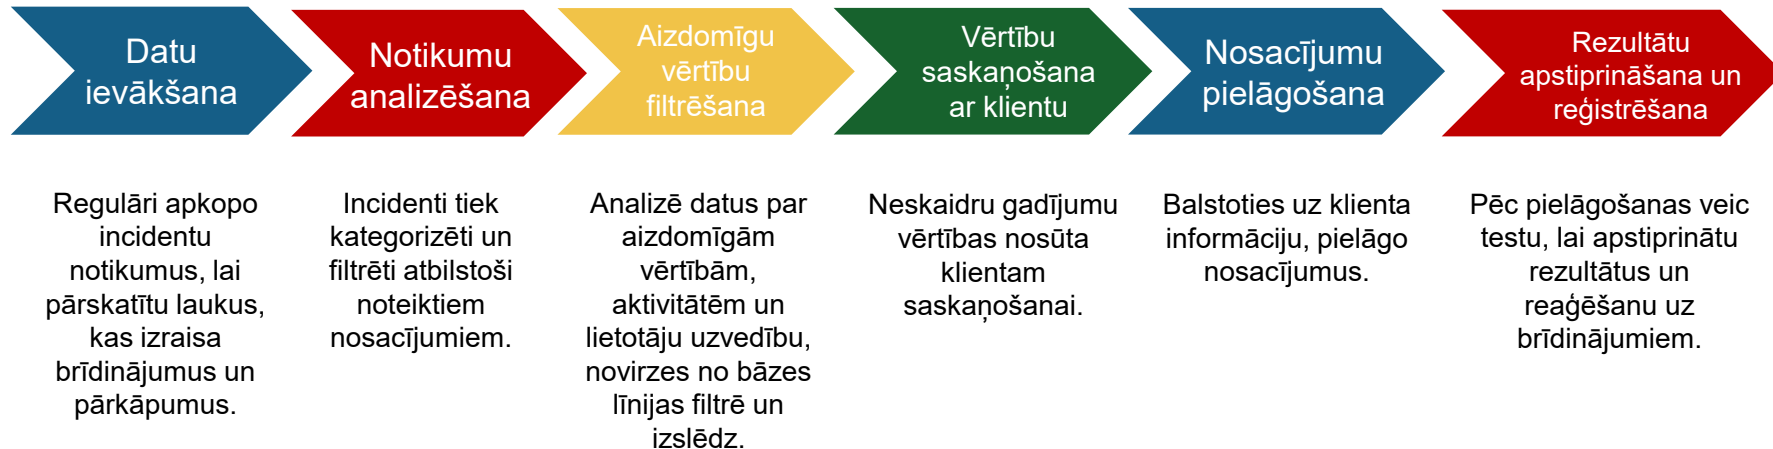 Datu
ievākšana
Notikumu
analizēšana
Aizdomīgu
vērtību
filtrēšana
Vērtību
saskaņošana
ar klientu
Nosacījumu
pielāgošana
Rezultātu
apstiprināšana un
reģistrēšana
Regulāri apkopo
incidentu
notikumus, lai
pārskatītu laukus,
kas izraisa
brīdinājumus un
pārkāpumus.
Incidenti tiek
kategorizēti un
filtrēti atbilstoši
noteiktiem
nosacījumiem.
Analizē datus par
aizdomīgām
vērtībām,
aktivitātēm un
lietotāju uzvedību,
novirzes no bāzes
līnijas filtrē un
izslēdz.
Neskaidru gadījumu
vērtības nosūta
klientam
saskaņošanai.
Balstoties uz klienta
informāciju, pielāgo
nosacījumus.
Pēc pielāgošanas veic
testu, lai apstiprinātu
rezultātus un
reaģēšanu uz
brīdinājumiem.